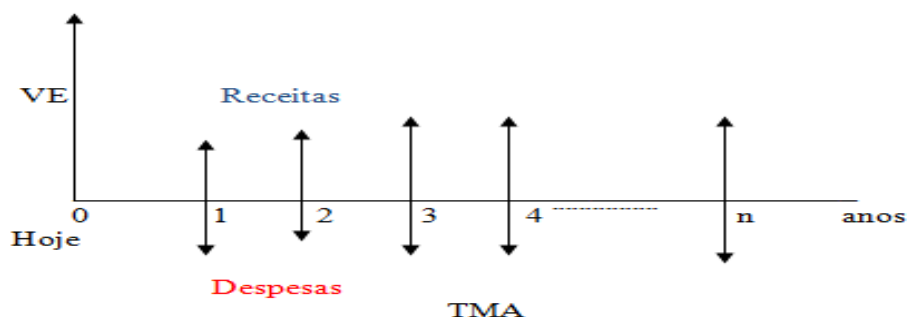 VE
Receitas
0 1 2 3 4 ------------- n anos
Hoje
Despesas
TMA